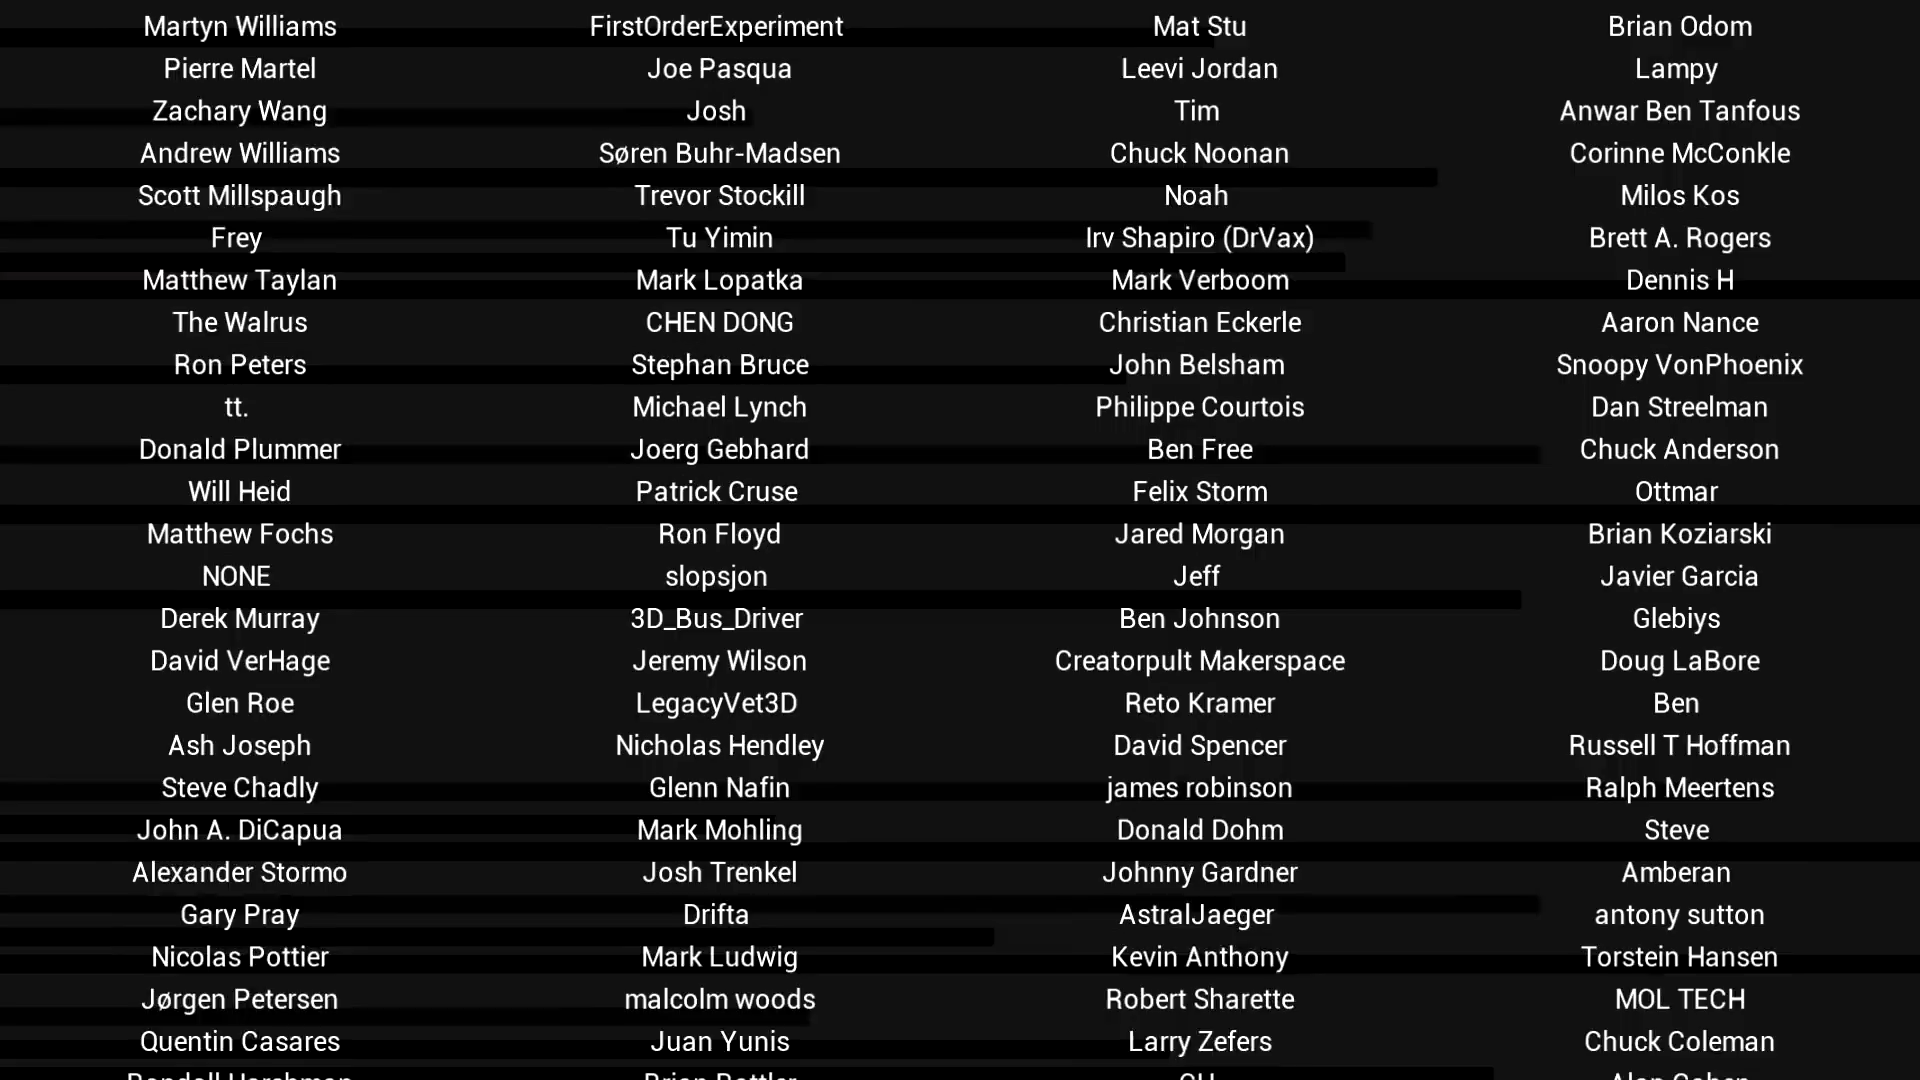 Martyn Williams FirstOrderExperiment Mat Stu Brian Odom
Pierre Martel Joe Pasqua Leevi Jordan Lampy
Zachary Wang Josh Tim Anwar Ben Tanfous
Andrew Williams Søren Buhr-Madsen Chuck Noonan Corinne McConkle
Scott Millspaugh Trevor Stockill Noah Milos Kos
Frey Tu Yimin Irv Shapiro (DrVax) Brett A. Rogers
Matthew Taylan Mark Lopatka Mark Verboom Dennis H
The Walrus CHEN DONG Christian Eckerle Aaron Nance
Ron Peters Stephan Bruce John Belsham Snoopy VonPhoenix
tt. Michael Lynch Philippe Courtois Dan Streelman
Donald Plummer Joerg Gebhard Ben Free Chuck Anderson
Will Heid Patrick Cruse Felix Storm Ottmar
Matthew Fochs Ron Floyd Jared Morgan Brian Koziarski
NONE slopsjon Jeff Javier Garcia
Derek Murray 3D_Bus_Driver Ben Johnson Glebiys
David VerHage Jeremy Wilson Creatorpult Makerspace Doug LaBore
Glen Roe LegacyVet3D Reto Kramer Ben
Ash Joseph Nicholas Hendley David Spencer Russell T Hoffman
Steve Chadly Glenn Nafin james robinson Ralph Meertens
John A. DiCapua Mark Mohling Donald Dohm Steve
Alexander Stormo Josh Trenkel Johnny Gardner Amberan
Gary Pray Drifta AstralJaeger antony sutton
Nicolas Pottier Mark Ludwig Kevin Anthony Torstein Hansen
Jørgen Petersen malcolm woods Robert Sharette MOL TECH
Quentin Casares Juan Yunis Larry Zefers Chuck Coleman